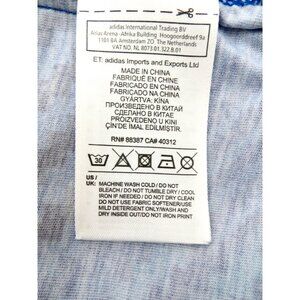 adidas International Trading BV
Atlas Arena - Africa Building - Hoogoorddreef 9a
1101 BA Amsterdam ZO, The Netherlands
VAT NO. NL 8073.01.322.B.01
ET: adidas Imports and Exports Ltd
MADE IN CHINA
FABRIQUÉ EN CHINE
FABRICADO EN CHINA
FABRICADO NA CHINA
GYÁRTVA: KÍNA
ПРОИЗВЕДЕНО В КИТАЙ
СДЕЛАНО В КИТАЕ
PROIZVEDENO U KINI
ÇİN'DE İMAL EDİLMİŞTİR.
RN# 88387 CA# 40312
30
US /
UK: MACHINE WASH COLD/ DO NOT
BLEACH/ DO NOT TUMBLE DRY / COOL
IRON IF NEEDED/ DO NOT DRY CLEAN
DO NOT USE FABRIC SOFTENER/USE
MILD DETERGENT ONLY/WASH AND
DRY INSIDE OUT/DO NOT IRON PRINT